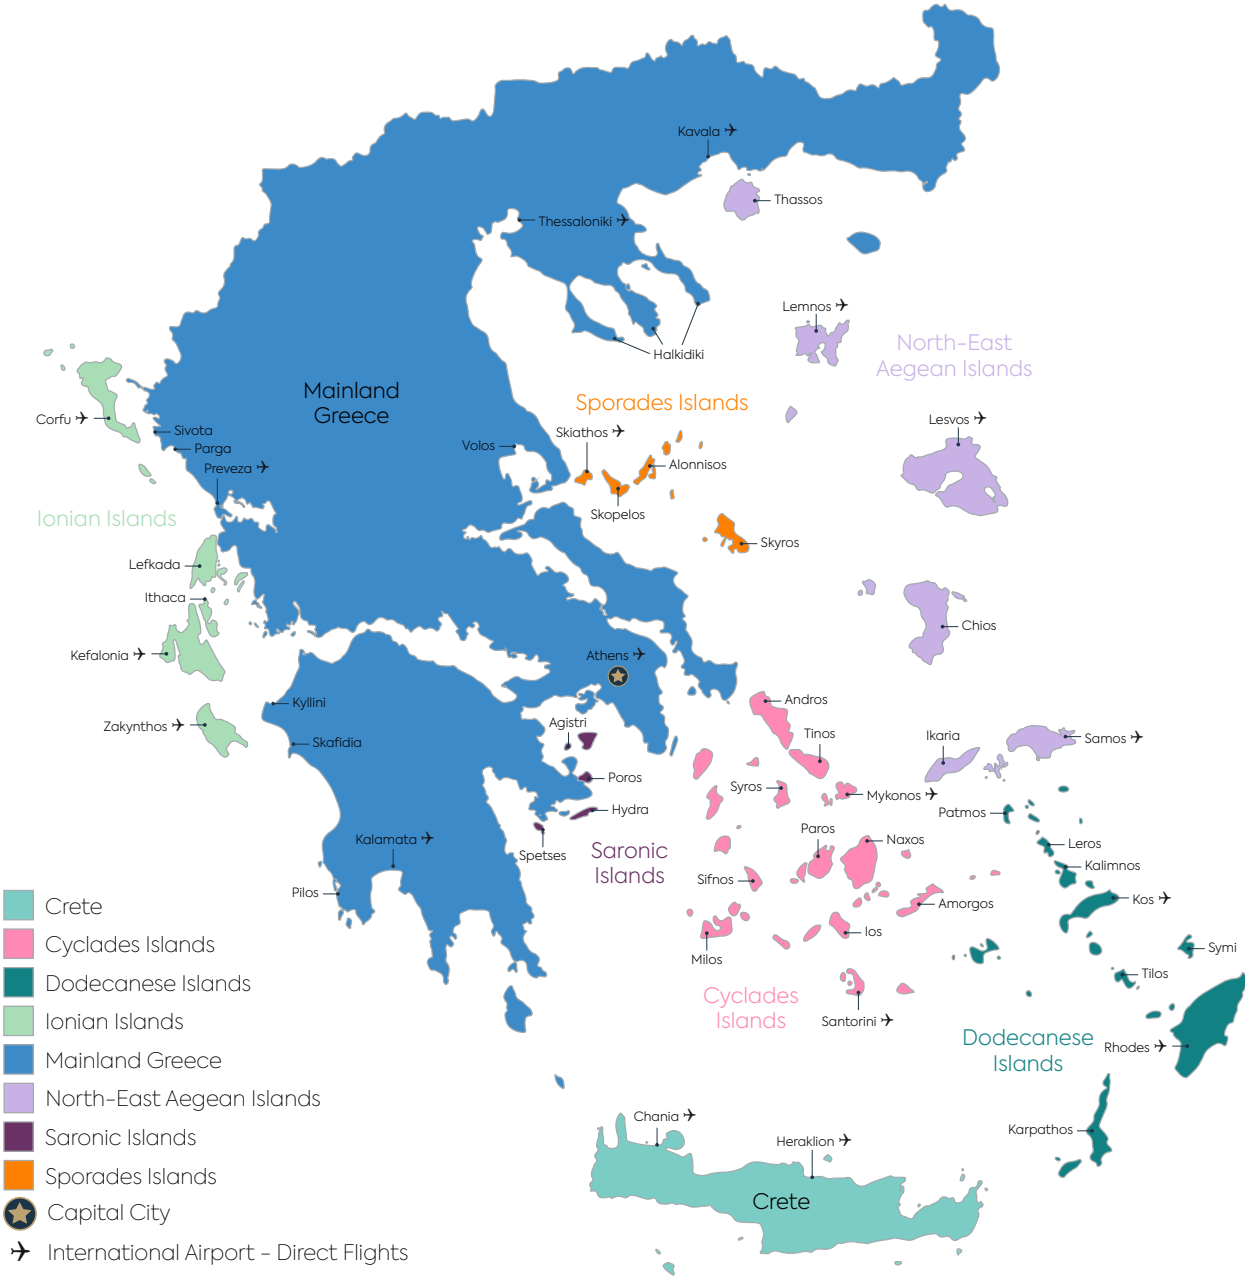 Kavala
Thassos
Thessaloniki
Lemnos
North-East
Aegean Islands
Halkidiki
Mainland
Greece
Sporades Islands
Corfu
Sivota
Parga
Preveza
Volos
Skiathos
Alonnisos
Lesvos
Skopelos
Ionian Islands
Skyros
Lefkada
Ithaca
Chios
Kefalonia
Athens
Kyllini
Andros
Zakynthos
Agistri
Tinos
Ikaria
Samos
Skafidia
Poros
Syros
Mykonos
Patmos
Hydra
Kalamata
Spetses
Saronic
Islands
Paros
Naxos
Leros
Kalimnos
Pilos
Sifnos
Amorgos
Kos
Milos
Ios
Symi
Tilos
Cyclades
Islands
Santorini
Dodecanese
Islands
Rhodes
Chania
Heraklion
Karpathos
Crete
Crete
Cyclades Islands
Dodecanese Islands
Ionian Islands
Mainland Greece
North-East Aegean Islands
Saronic Islands
Sporades Islands
Capital City
International Airport - Direct Flights